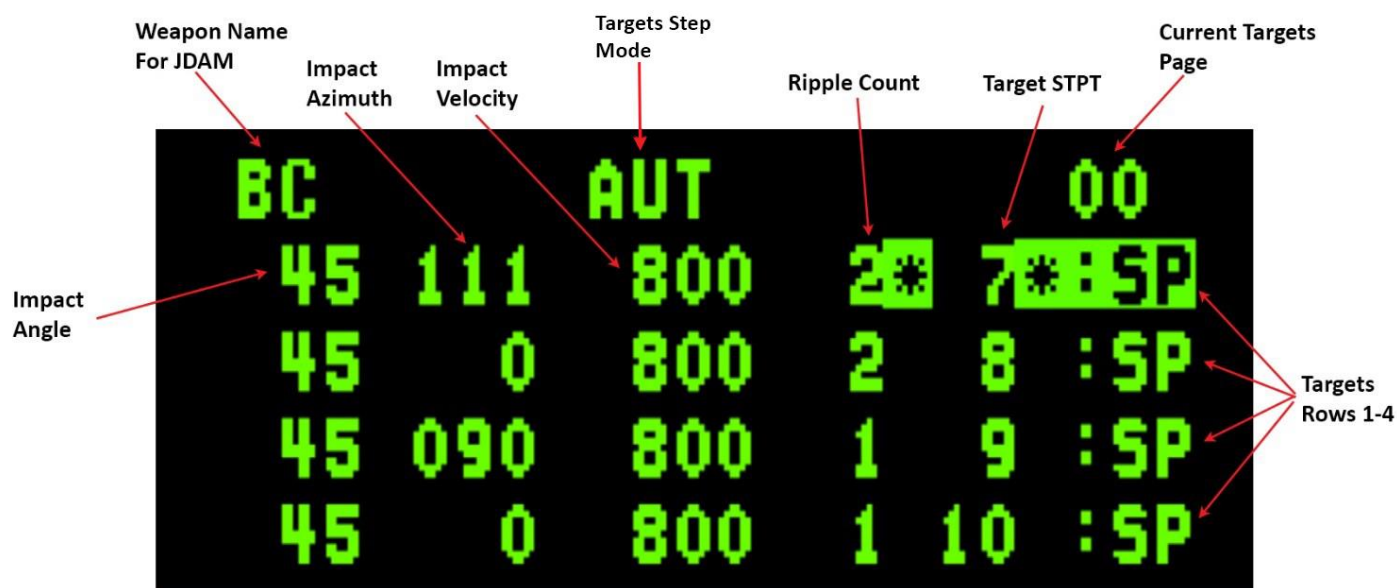 Weapon Name
For JDAM
Impact
Azimuth
Impact
Velocity
Targets Step
Mode
Ripple Count
Target STPT
Current Targets
Page
Impact
Angle
BC AUT 00
45 111 800 2* 7*:SP
45 0 800 2 8 :SP
45 090 800 1 9 :SP
45 0 800 1 10 :SP
Targets
Rows 1-4